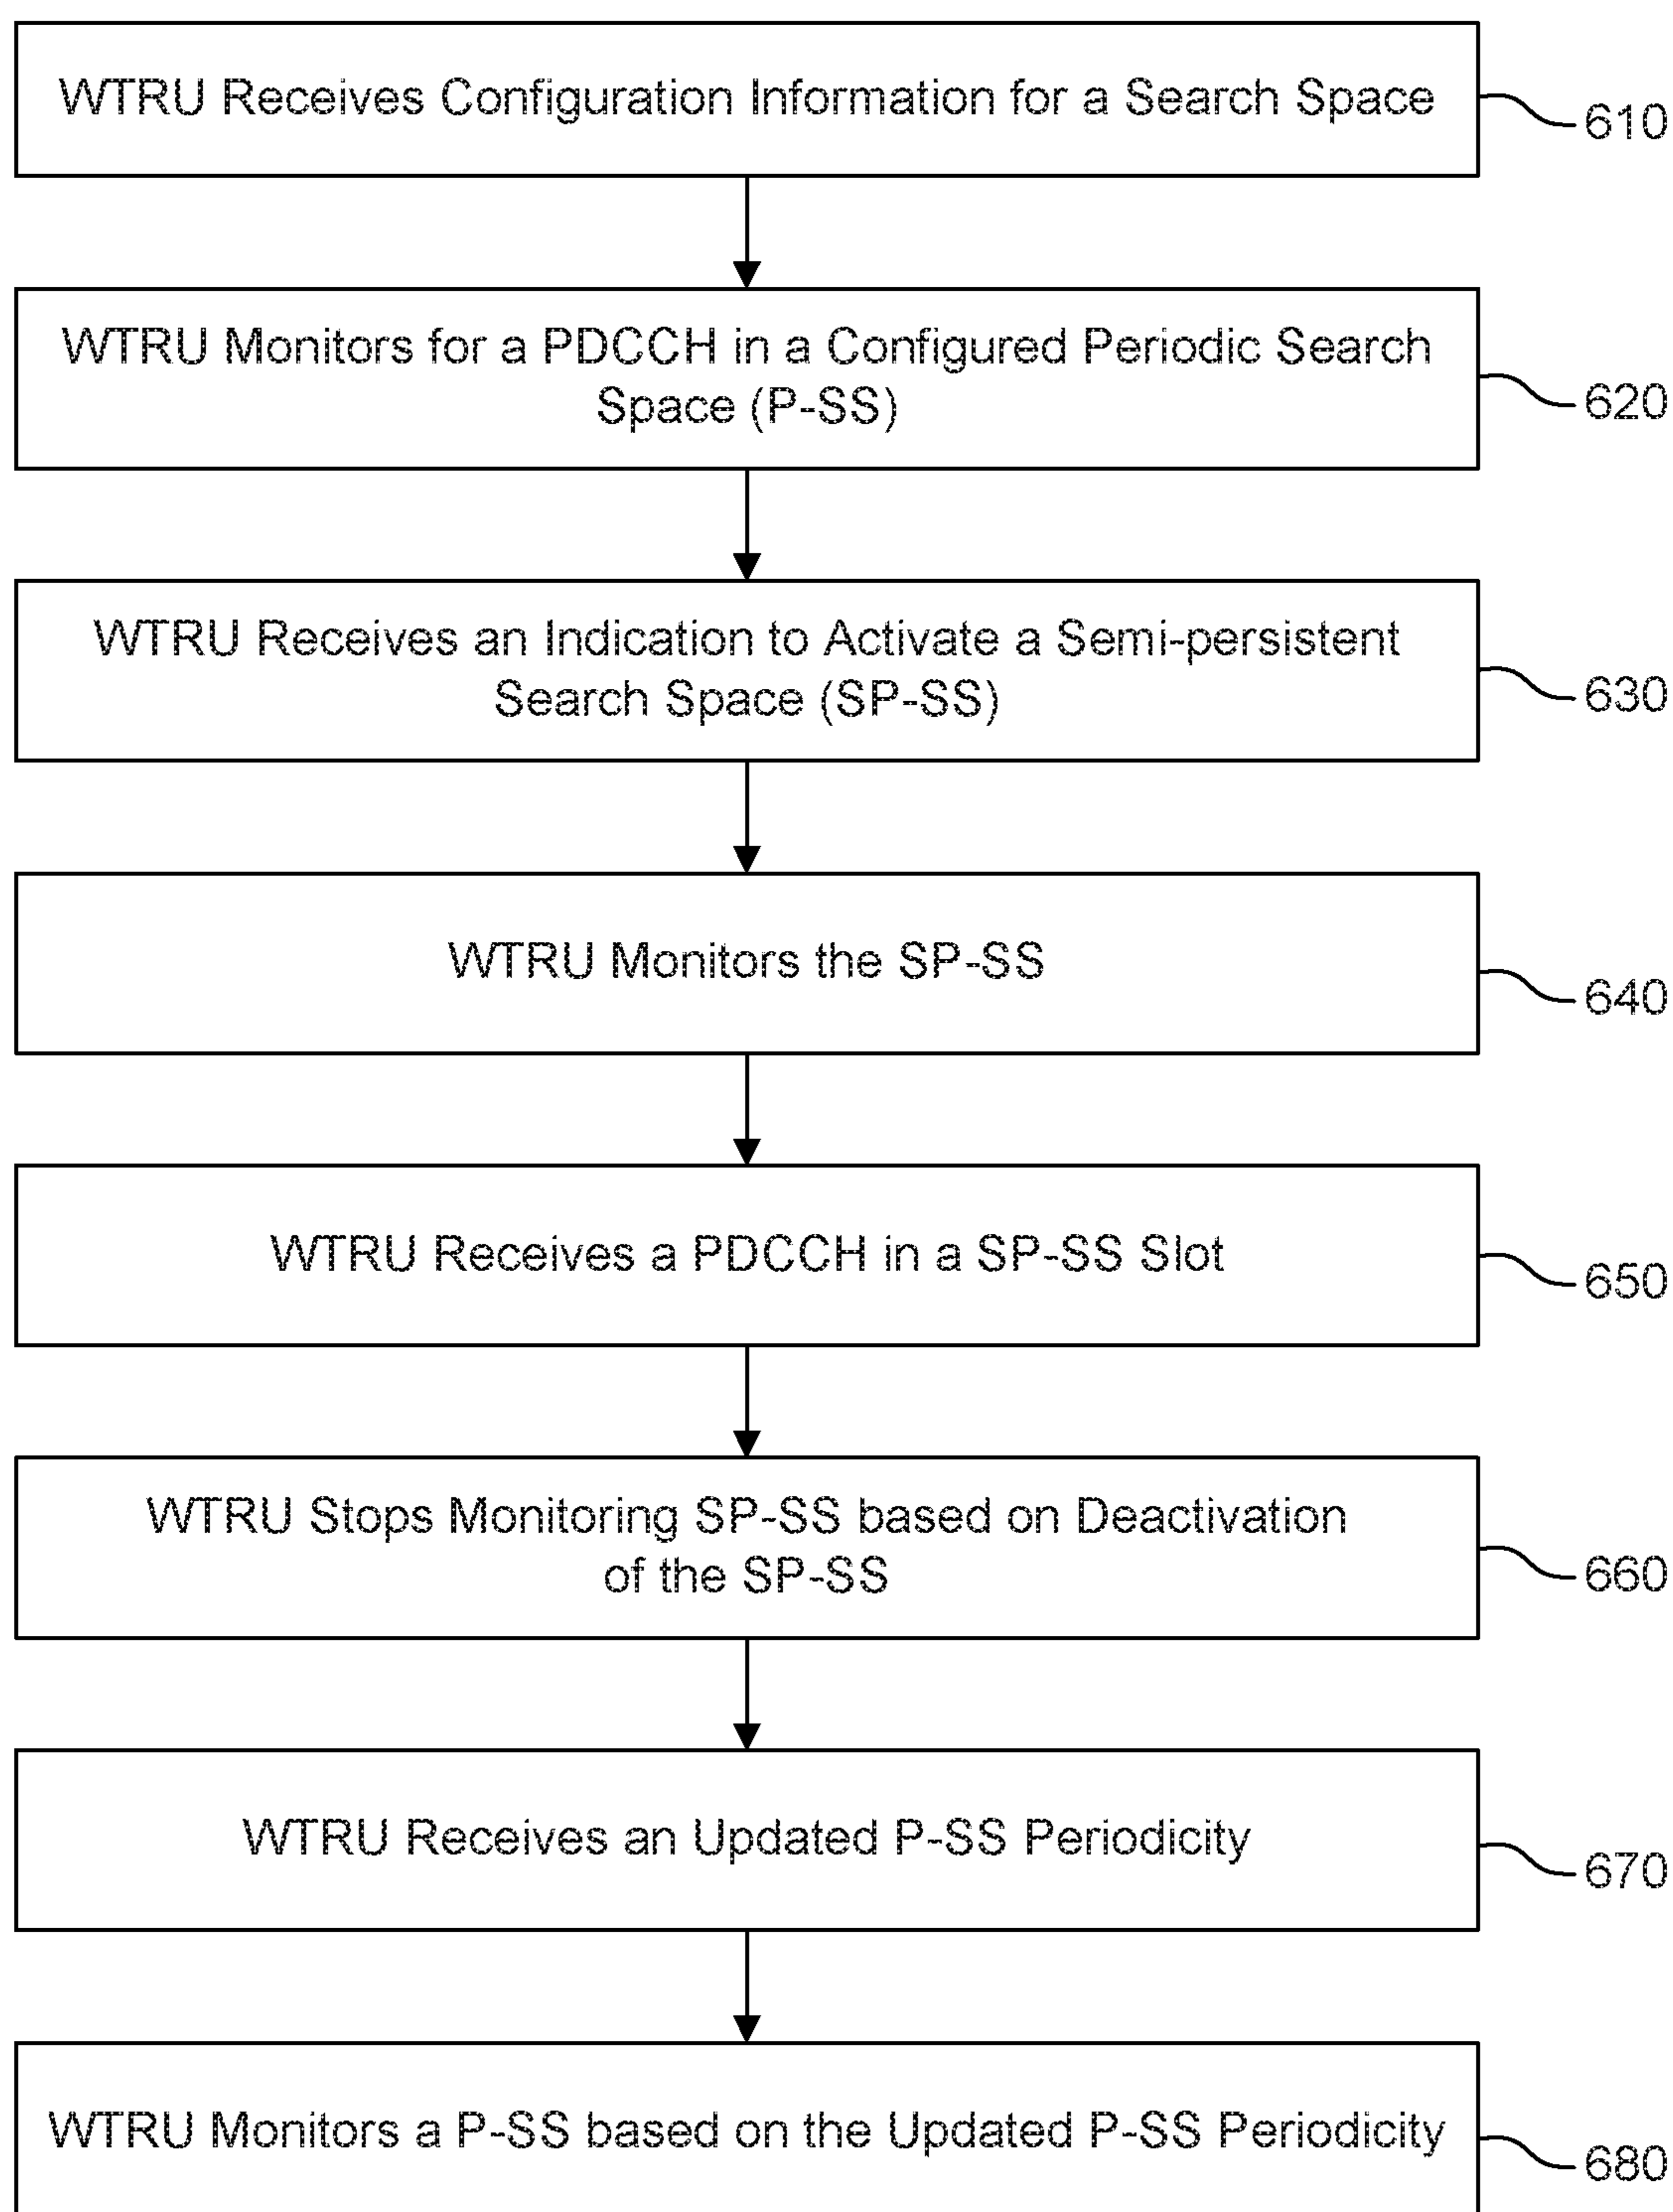 WTRU Receives Configuration Information for a Search Space
610
WTRU Monitors for a PDCCH in a Configured Periodic Search
Space (P-SS)
620
WTRU Receives an Indication to Activate a Semi-persistent
Search Space (SP-SS)
630
WTRU Monitors the SP-SS
640
WTRU Receives a PDCCH in a SP-SS Slot
650
WTRU Stops Monitoring SP-SS based on Deactivation
of the SP-SS
660
WTRU Receives an Updated P-SS Periodicity
670
WTRU Monitors a P-SS based on the Updated P-SS Periodicity
680